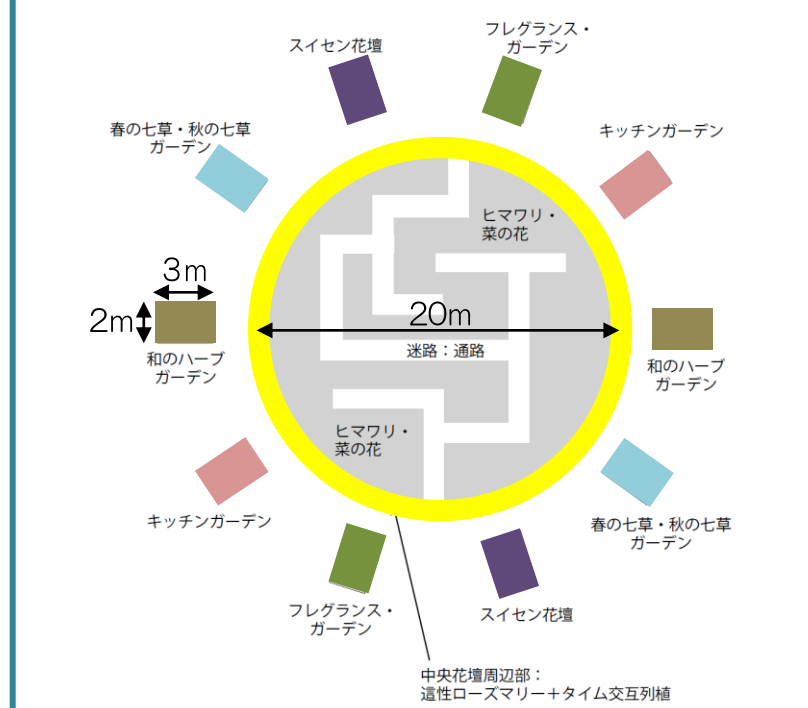 フレグランス・
ガーデン
スイセン花壇
キッチンガーデン
春の七草・秋の七草
ガーデン
ヒマワリ・
菜の花
3m
2m
20m
迷路：通路
和のハーブ
ガーデン
和のハーブ
ガーデン
ヒマワリ・
菜の花
キッチンガーデン
春の七草・秋の七草
ガーデン
フレグランス・
ガーデン
スイセン花壇
中央花壇周辺部：
這性ローズマリー＋タイム交互列植